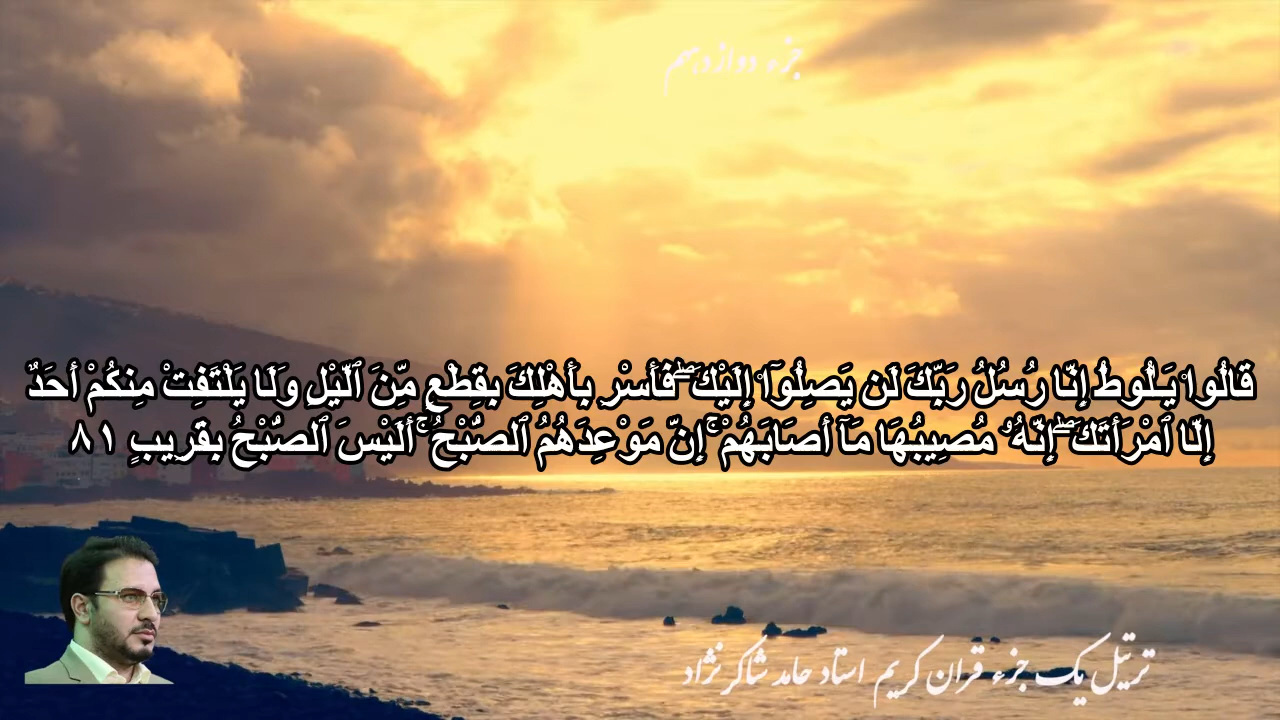 جزء دوازدهم
قَالُوا۟ يَـٰلُوطُ إِنَّا رُسُلُ رَبِّكَ لَن يَصِلُوٓا۟ إِلَيْكَ ۖ فَأَسْرِ بِأَهْلِكَ بِقِطْعٍ مِّنَ ٱلَّيْلِ وَلَا يَلْتَفِتْ مِنكُمْ أَحَدٌ
إِلَّا ٱمْرَأَتَكَ ۖ إِنَّهُۥ مُصِيبُهَا مَآ أَصَابَهُمْ ۚ إِنَّ مَوْعِدَهُمُ ٱلصُّبْحُ ۚ أَلَيْسَ ٱلصُّبْحُ بِقَرِيبٍ ٨١
ترتیل یک جزء قران کریم استاد حامد شاکرنژاد